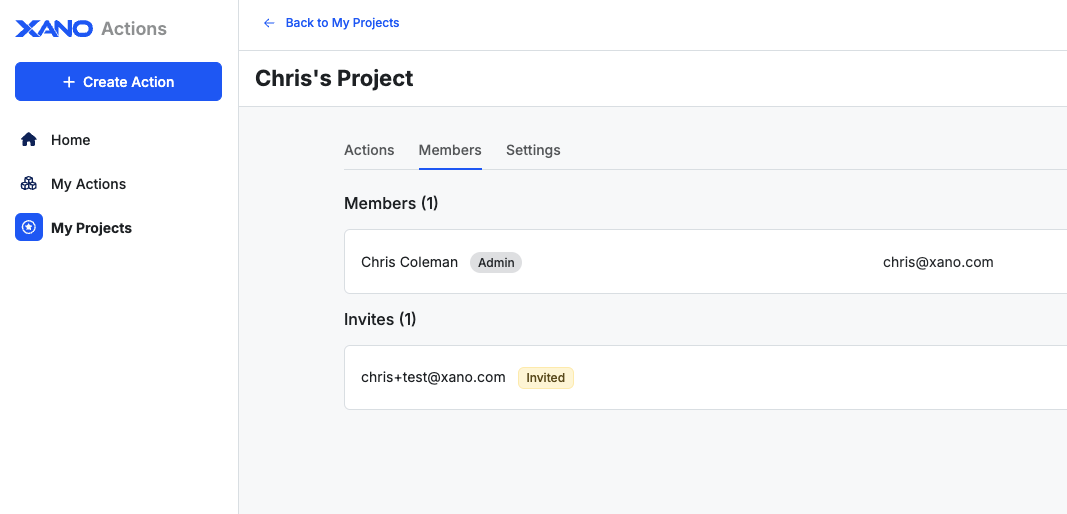 XANO Actions
Back to My Projects
Create Action
Home
My Actions
My Projects
Chris's Project
Actions Members Settings
Members (1)
Chris Coleman Admin chris@xano.com
Invites (1)
chris+test@xano.com Invited